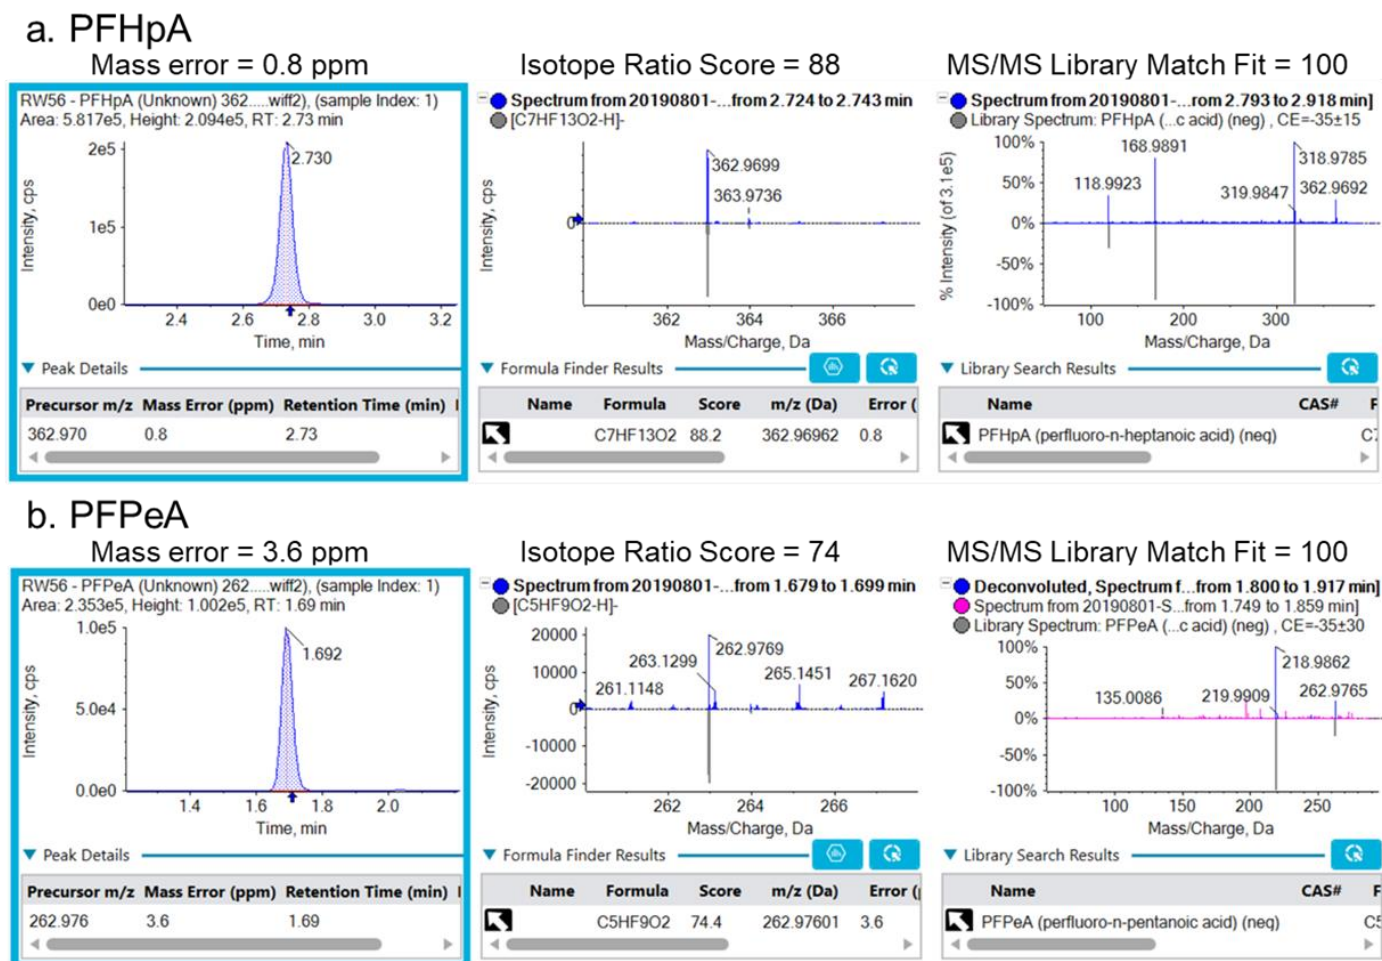 a. PFHpA
Mass error = 0.8 ppm
Isotope Ratio Score = 88
MS/MS Library Match Fit = 100
RW56 - PFHpA (Unknown) 362.....wiff2), (sample Index: 1)
Area: 5.817e5, Height: 2.094e5, RT: 2.73 min
2e5
1e5
0e0
2.730
Intensity, cps
2.4 2.6 2.8 3.0 3.2
Time, min
Peak Details
Precursor m/z Mass Error (ppm) Retention Time (min)
362.970 0.8 2.73
Spectrum from 20190801-...from 2.724 to 2.743 min
[C7HF13O2-H]-
362.9699
363.9736
0
Intensity, cps
362 364 366
Mass/Charge, Da
Formula Finder Results
Name Formula Score m/z (Da) Error (
C7HF13O2 88.2 362.96962 0.8
Spectrum from 20190801-...rom 2.793 to 2.918 min]
Library Spectrum: PFHpA (...c acid) (neg) , CE=-35±15
100%
50%
0%
-50%
-100%
168.9891
318.9785
118.9923
319.9847
362.9692
% Intensity (of 3.1e5)
100 200 300
Mass/Charge, Da
Library Search Results
Name CAS# F
PFHpA (perfluoro-n-heptanoic acid) (neg) C7
b. PFPeA
Mass error = 3.6 ppm
Isotope Ratio Score = 74
MS/MS Library Match Fit = 100
RW56 - PFPeA (Unknown) 262.....wiff2), (sample Index: 1)
Area: 2.353e5, Height: 1.002e5, RT: 1.69 min
1.0e5
5.0e4
0.0e0
1.692
Intensity, cps
1.4 1.6 1.8 2.0
Time, min
Peak Details
Precursor m/z Mass Error (ppm) Retention Time (min)
262.976 3.6 1.69
Spectrum from 20190801-...from 1.679 to 1.699 min
[C5HF9O2-H]-
20000
10000
0
-10000
-20000
262.9769
263.1299
265.1451
261.1148
267.1620
Intensity, cps
262 264 266
Mass/Charge, Da
Formula Finder Results
Name Formula Score m/z (Da) Error (
C5HF9O2 74.4 262.97601 3.6
Deconvoluted, Spectrum f...from 1.800 to 1.917 min]
Spectrum from 20190801-S...from 1.749 to 1.859 min]
Library Spectrum: PFPeA (...c acid) (neg) , CE=-35±30
100%
50%
0%
-50%
-100%
218.9862
135.0086
219.9909
262.9765
100 150 200 250
Mass/Charge, Da
Library Search Results
Name CAS# F
PFPeA (perfluoro-n-pentanoic acid) (neg) C5